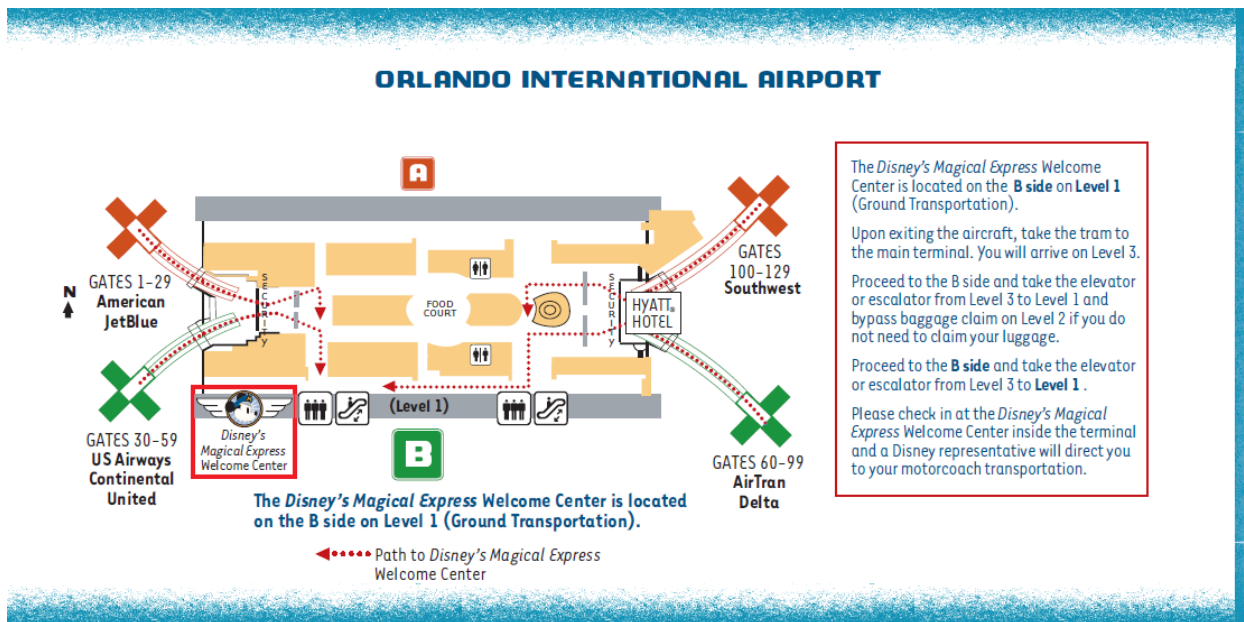 ORLANDO INTERNATIONAL AIRPORT
A
GATES 1–29
American
JetBlue
N
GATES 30–59
US Airways
Continental
United
SECURITY
FOOD
COURT
SECURITY
HYATT®
HOTEL
GATES
100–129
Southwest
GATES 60–99
AirTran
Delta
(Level 1)
B
Disney's
Magical Express
Welcome Center
The Disney's Magical Express Welcome Center is located
on the B side on Level 1 (Ground Transportation).
Path to Disney's Magical Express
Welcome Center
The Disney's Magical Express Welcome
Center is located on the B side on Level 1
(Ground Transportation).
Upon exiting the aircraft, take the tram to
the main terminal. You will arrive on Level 3.
Proceed to the B side and take the elevator
or escalator from Level 3 to Level 1 and
bypass baggage claim on Level 2 if you do
not need to claim your luggage.
Proceed to the B side and take the elevator
or escalator from Level 3 to Level 1 .
Please check in at the Disney's Magical
Express Welcome Center inside the terminal
and a Disney representative will direct you
to your motorcoach transportation.